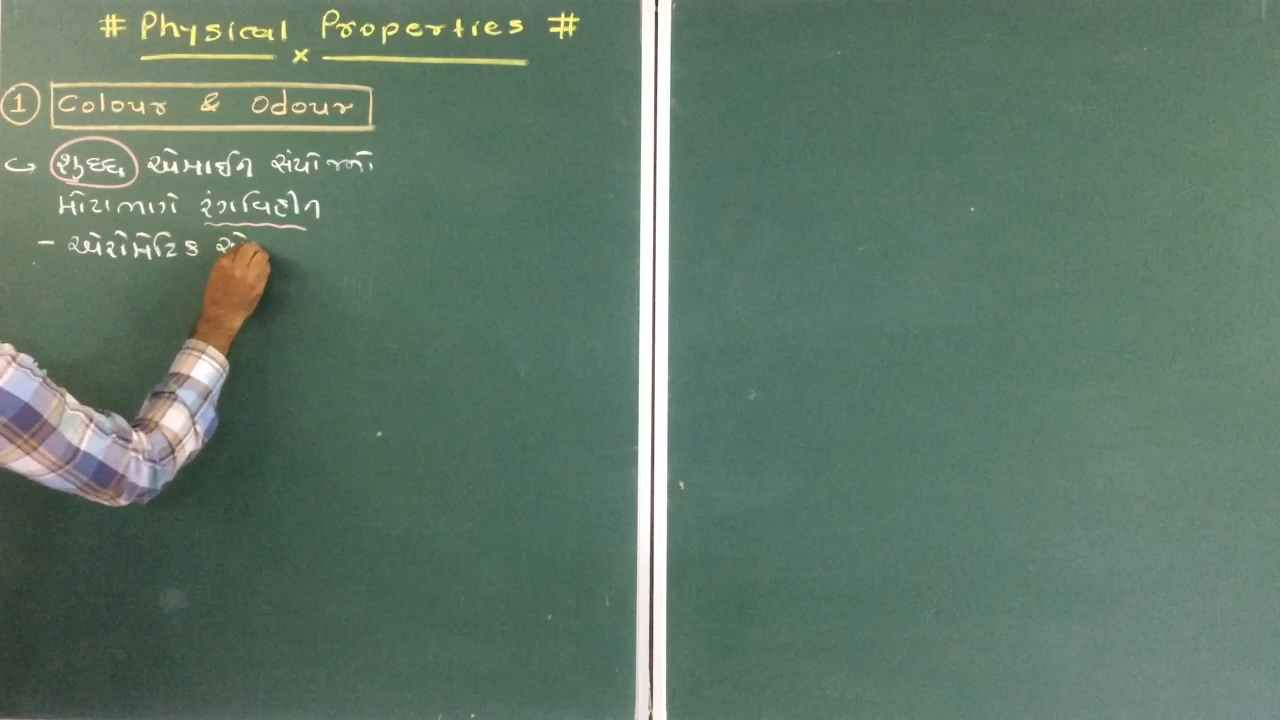 # Physical Properties #
x
① Colour & Odour
↪ શુદ્ધ એમાઈન સંયોજનો
મોટાભાગે રંગવિહીન
- એરોમેટિક